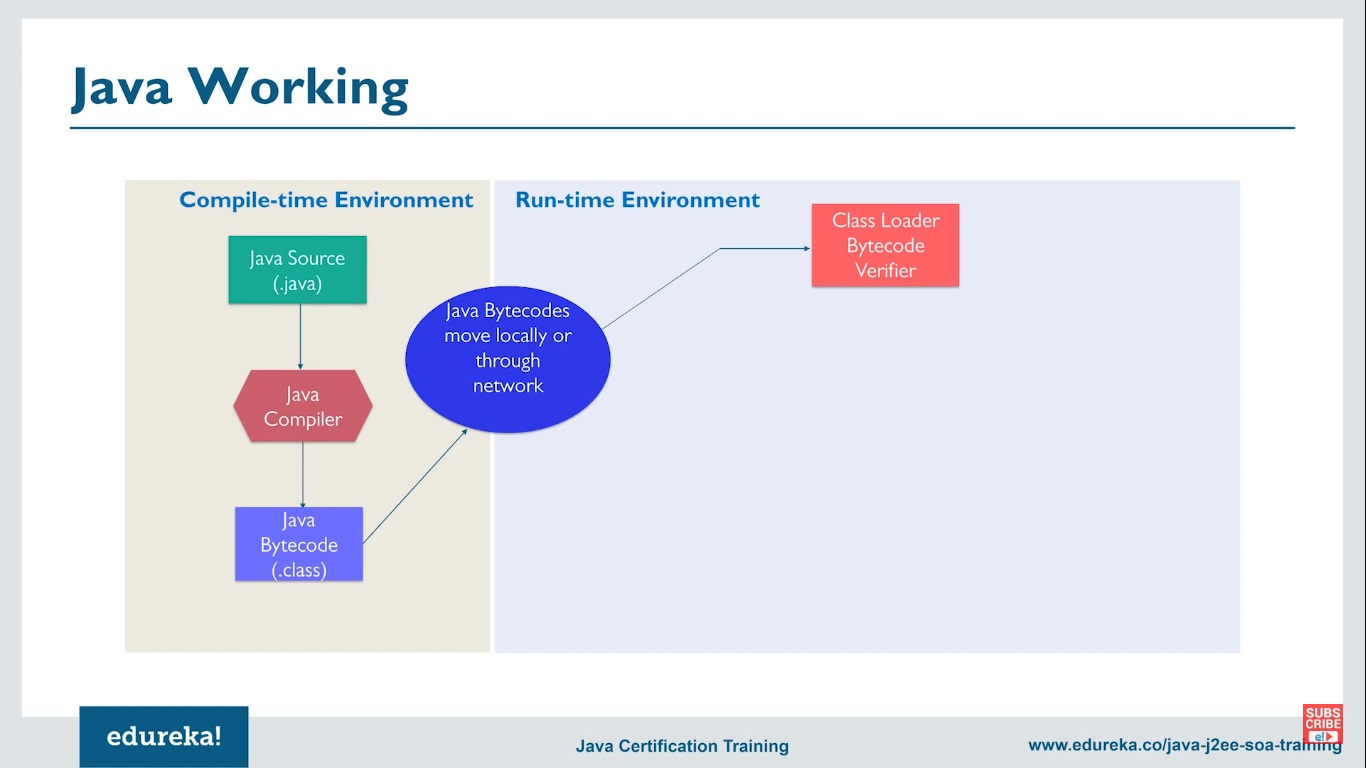 Java Working
Compile-time Environment
Java Source
(.java)
Java
Compiler
Java
Bytecode
(.class)
Java Bytecodes
move locally or
through
network
Run-time Environment
Class Loader
Bytecode
Verifier
edureka!
Java Certification Training
www.edureka.co/java-j2ee-soa-training
SUBS
CRIBE
e!